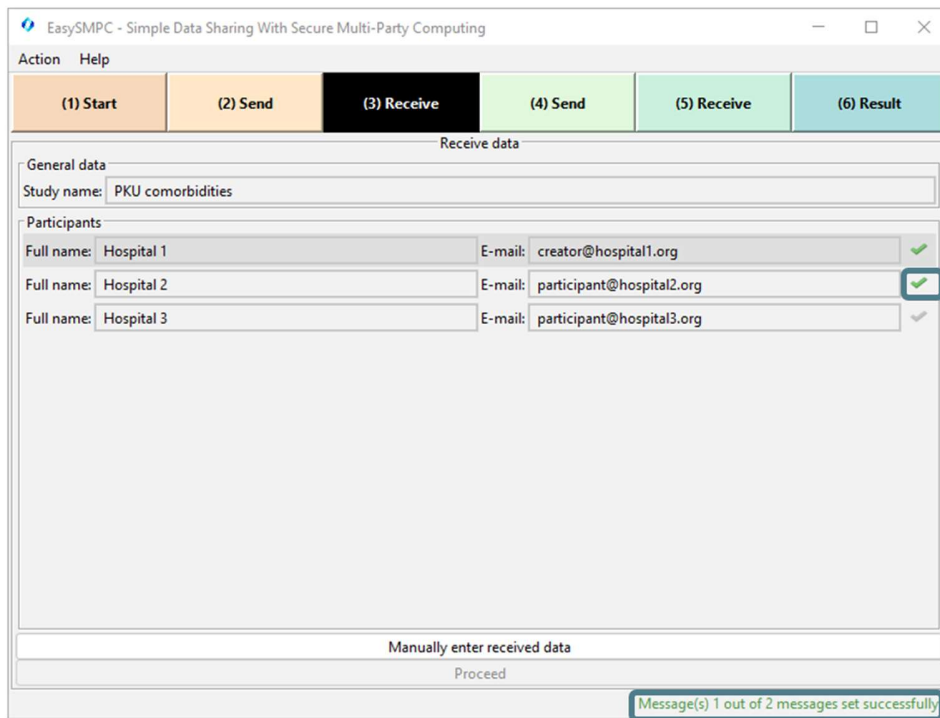 EasySMPC - Simple Data Sharing With Secure Multi-Party Computing
Action Help
(1) Start (2) Send (3) Receive (4) Send (5) Receive (6) Result
Receive data
General data
Study name: PKU comorbidities
Participants
Full name: Hospital 1 E-mail: creator@hospital1.org
Full name: Hospital 2 E-mail: participant@hospital2.org
Full name: Hospital 3 E-mail: participant@hospital3.org
Manually enter received data
Proceed
Message(s) 1 out of 2 messages set successfully